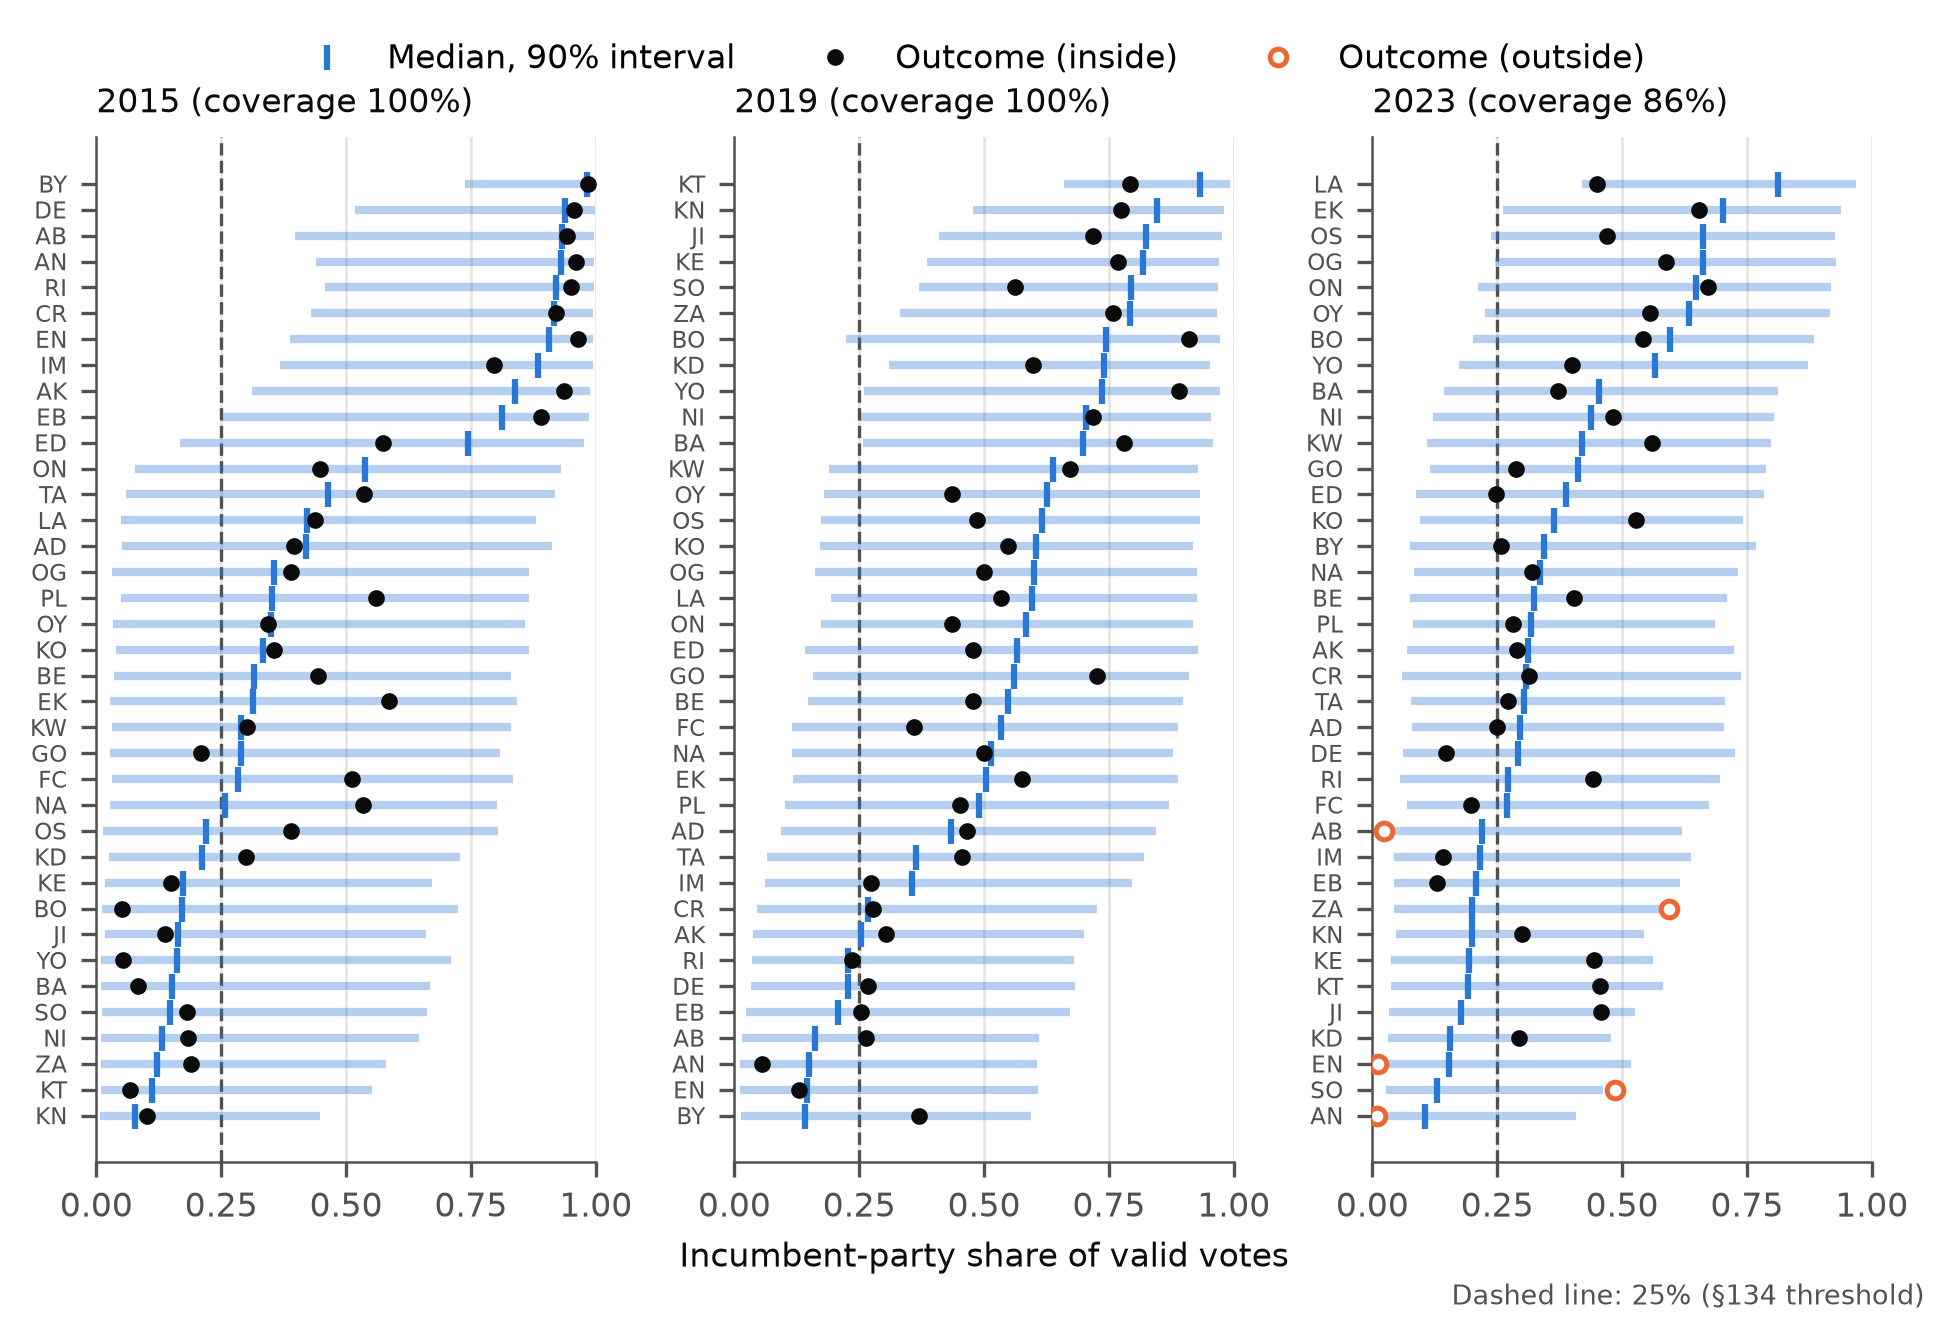 Median, 90% interval
Outcome (inside)
Outcome (outside)
2015 (coverage 100%)
BY
DE
AB
AN
RI
CR
EN
IM
AK
EB
ED
ON
TA
LA
AD
OG
PL
OY
KO
BE
EK
KW
GO
FC
NA
OS
KD
KE
BO
JI
YO
BA
SO
NI
ZA
KT
KN
0.00 0.25 0.50 0.75 1.00
2019 (coverage 100%)
KT
KN
JI
KE
SO
ZA
BO
KD
YO
NI
BA
KW
OY
OS
KO
OG
LA
ON
ED
GO
BE
FC
NA
EK
PL
AD
TA
IM
CR
AK
RI
DE
EB
AB
AN
EN
BY
0.00 0.25 0.50 0.75 1.00
2023 (coverage 86%)
LA
EK
OS
OG
ON
OY
BO
YO
BA
NI
KW
GO
ED
KO
BY
NA
BE
PL
AK
CR
TA
AD
DE
RI
FC
AB
IM
EB
ZA
KN
KE
KT
JI
KD
EN
SO
AN
0.00 0.25 0.50 0.75 1.00
Incumbent-party share of valid votes
Dashed line: 25% (§134 threshold)